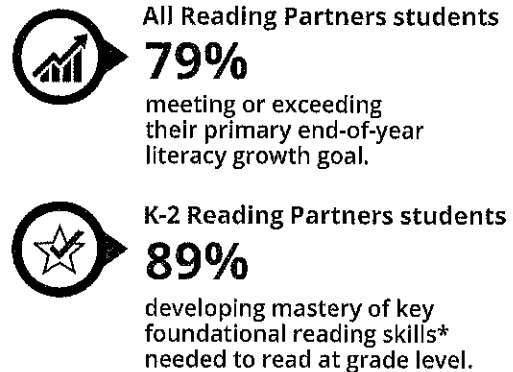 All Reading Partners students
79%
meeting or exceeding
their primary end-of-year
literacy growth goal.
K-2 Reading Partners students
89%
developing mastery of key
foundational reading skills*
needed to read at grade level.